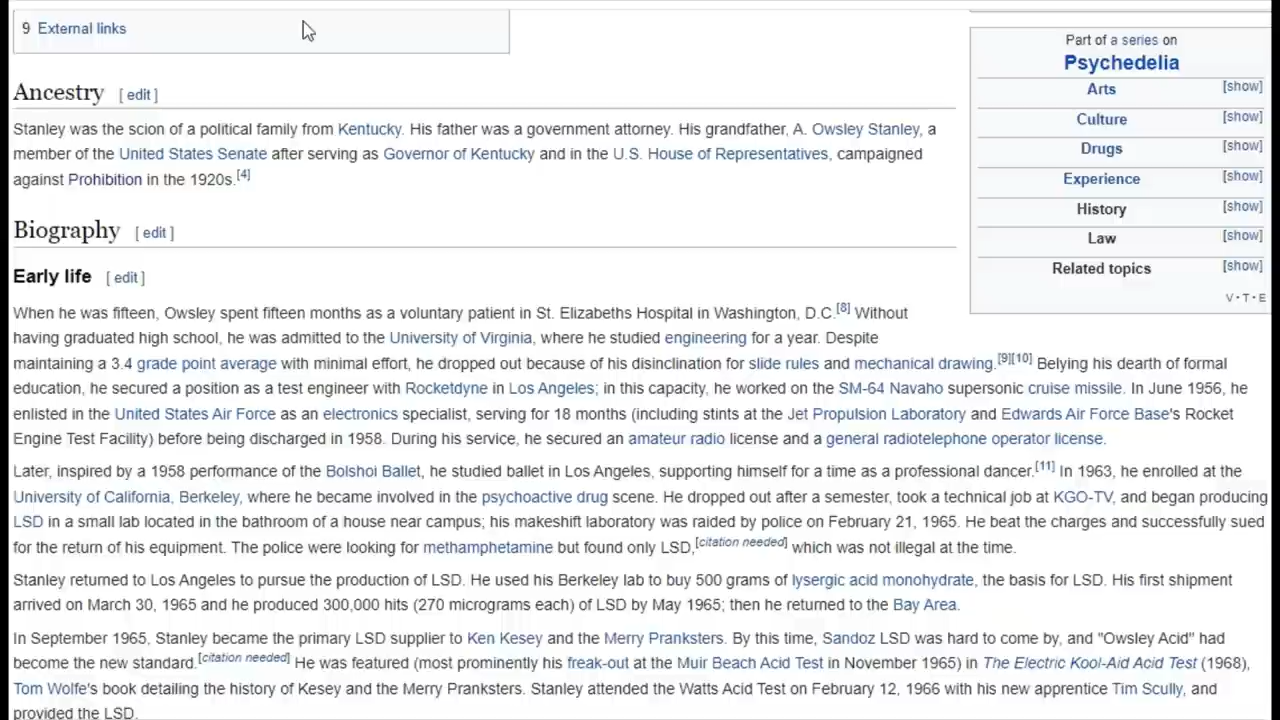 9 External links
Part of a series on
Psychedelia
Arts [show]
Culture [show]
Drugs [show]
Experience [show]
History [show]
Law [show]
Related topics [show]
V·T·E
Ancestry [ edit ]
Stanley was the scion of a political family from Kentucky. His father was a government attorney. His grandfather, A. Owsley Stanley, a
member of the United States Senate after serving as Governor of Kentucky and in the U.S. House of Representatives, campaigned
against Prohibition in the 1920s.[4]
Biography [ edit ]
Early life [ edit ]
When he was fifteen, Owsley spent fifteen months as a voluntary patient in St. Elizabeths Hospital in Washington, D.C.[8] Without
having graduated high school, he was admitted to the University of Virginia, where he studied engineering for a year. Despite
maintaining a 3.4 grade point average with minimal effort, he dropped out because of his disinclination for slide rules and mechanical drawing.[9][10] Belying his dearth of formal
education, he secured a position as a test engineer with Rocketdyne in Los Angeles; in this capacity, he worked on the SM-64 Navaho supersonic cruise missile. In June 1956, he
enlisted in the United States Air Force as an electronics specialist, serving for 18 months (including stints at the Jet Propulsion Laboratory and Edwards Air Force Base's Rocket
Engine Test Facility) before being discharged in 1958. During his service, he secured an amateur radio license and a general radiotelephone operator license.
Later, inspired by a 1958 performance of the Bolshoi Ballet, he studied ballet in Los Angeles, supporting himself for a time as a professional dancer.[11] In 1963, he enrolled at the
University of California, Berkeley, where he became involved in the psychoactive drug scene. He dropped out after a semester, took a technical job at KGO-TV, and began producing
LSD in a small lab located in the bathroom of a house near campus; his makeshift laboratory was raided by police on February 21, 1965. He beat the charges and successfully sued
for the return of his equipment. The police were looking for methamphetamine but found only LSD,[citation needed] which was not illegal at the time.
Stanley returned to Los Angeles to pursue the production of LSD. He used his Berkeley lab to buy 500 grams of lysergic acid monohydrate, the basis for LSD. His first shipment
arrived on March 30, 1965 and he produced 300,000 hits (270 micrograms each) of LSD by May 1965; then he returned to the Bay Area.
In September 1965, Stanley became the primary LSD supplier to Ken Kesey and the Merry Pranksters. By this time, Sandoz LSD was hard to come by, and "Owsley Acid" had
become the new standard.[citation needed] He was featured (most prominently his freak-out at the Muir Beach Acid Test in November 1965) in The Electric Kool-Aid Acid Test (1968),
Tom Wolfe's book detailing the history of Kesey and the Merry Pranksters. Stanley attended the Watts Acid Test on February 12, 1966 with his new apprentice Tim Scully, and
provided the LSD.